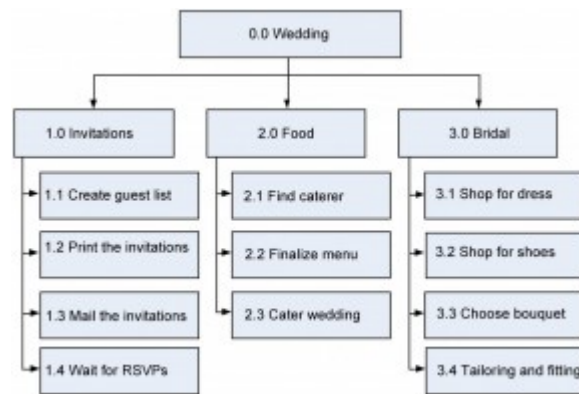 0.0 Wedding
1.0 Invitations
1.1 Create guest list
1.2 Print the invitations
1.3 Mail the invitations
1.4 Wait for RSVPs
2.0 Food
2.1 Find caterer
2.2 Finalize menu
2.3 Cater wedding
3.0 Bridal
3.1 Shop for dress
3.2 Shop for shoes
3.3 Choose bouquet
3.4 Tailoring and fitting